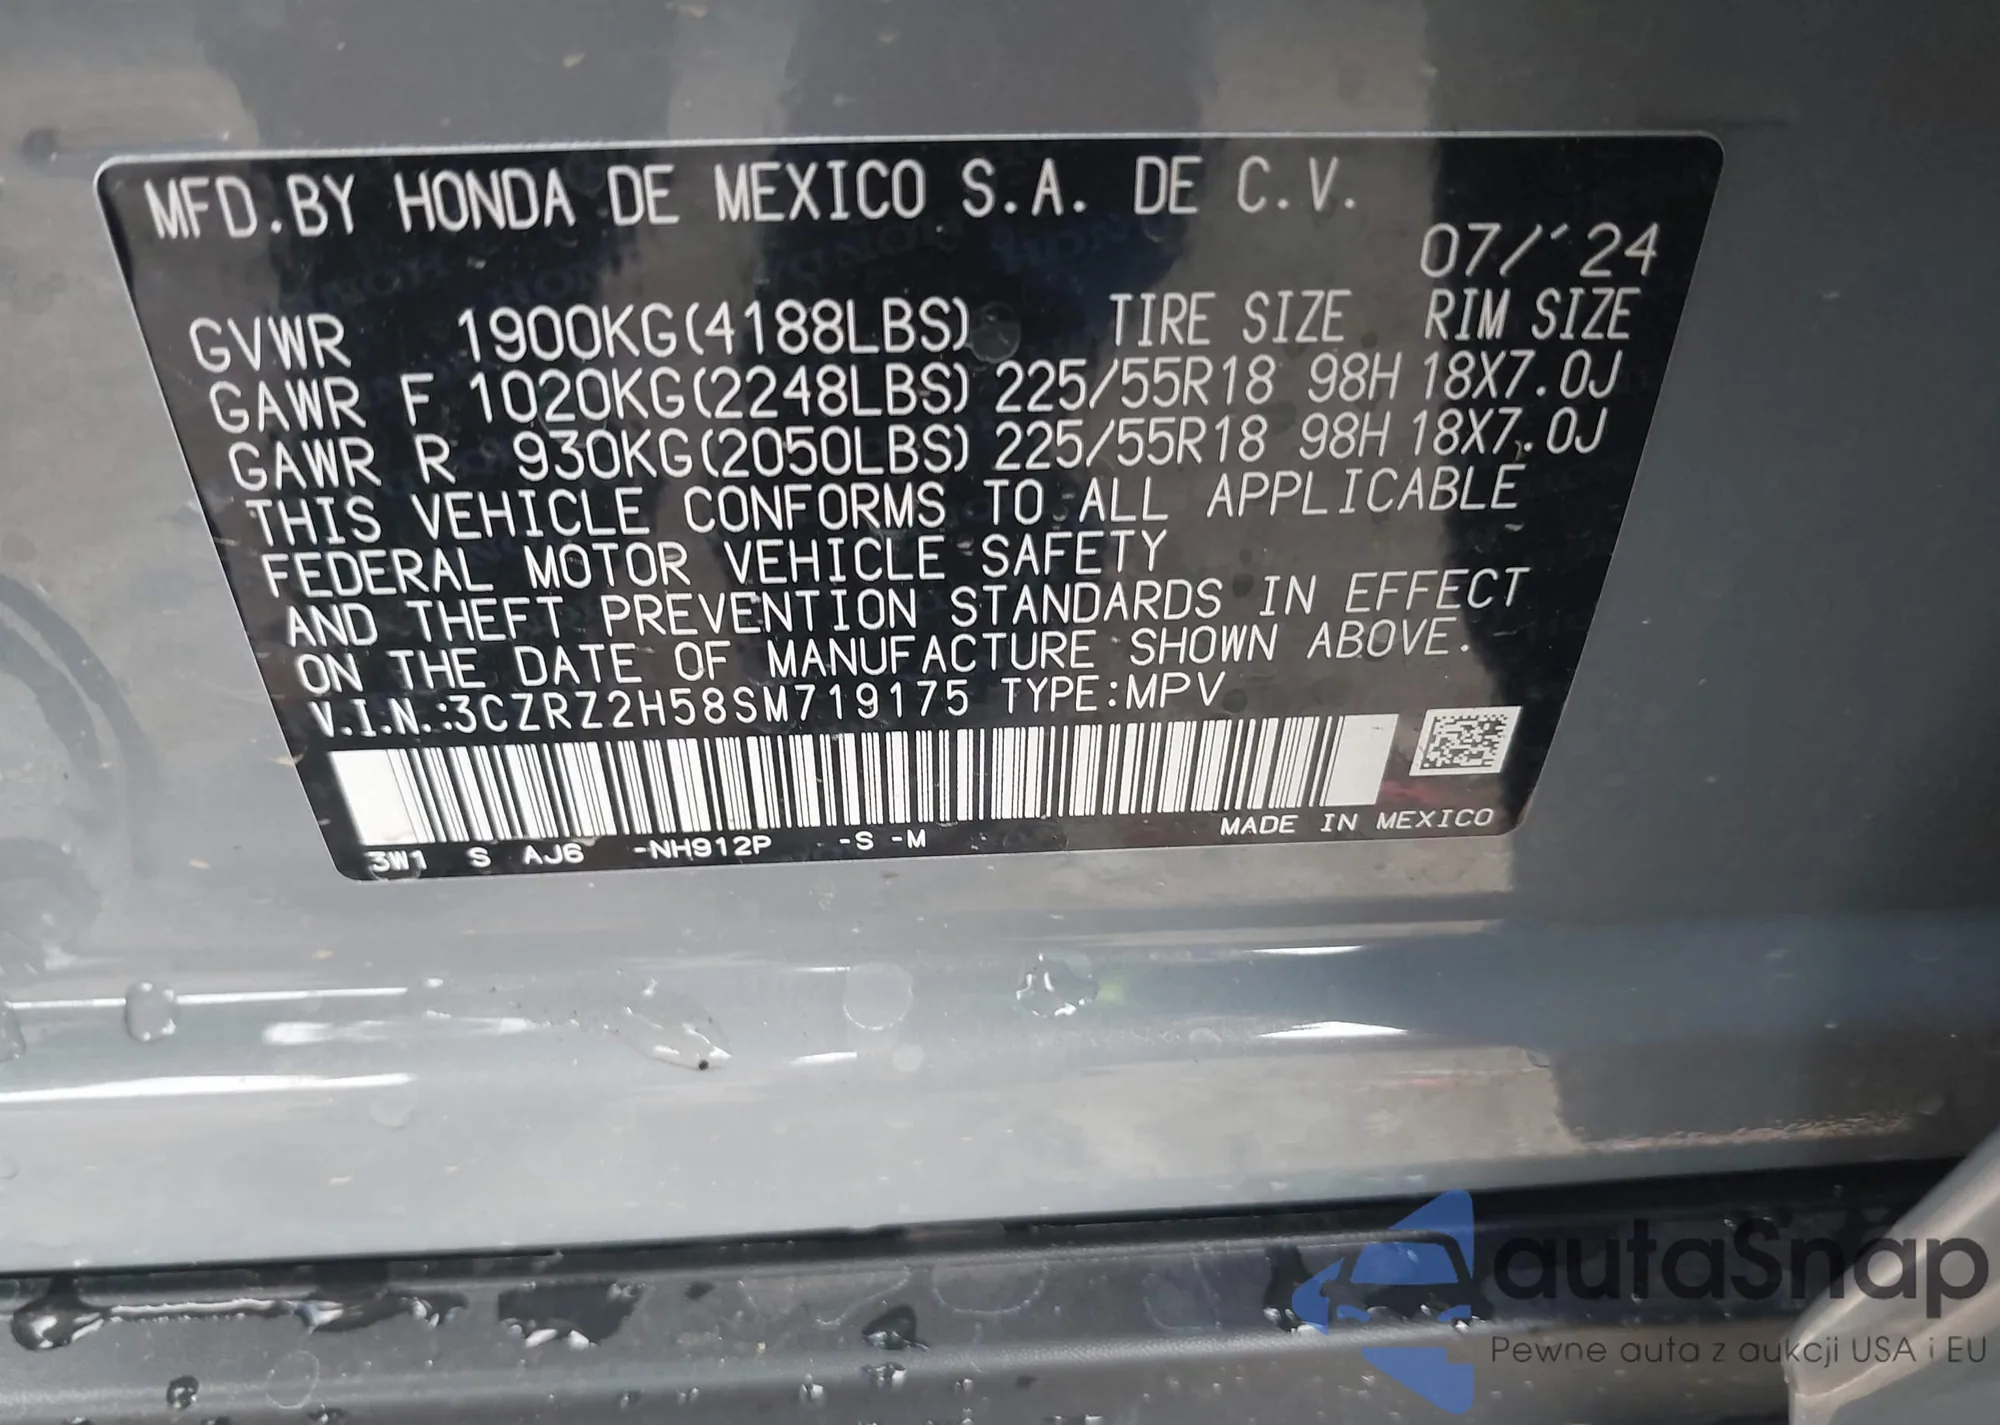 MFD.BY HONDA DE MEXICO S.A. DE C.V.
07/´24
GVWR 1900KG(4188LBS) TIRE SIZE RIM SIZE
GAWR F 1020KG(2248LBS) 225/55R18 98H 18X7.0J
GAWR R 930KG(2050LBS) 225/55R18 98H 18X7.0J
THIS VEHICLE CONFORMS TO ALL APPLICABLE
FEDERAL MOTOR VEHICLE SAFETY
AND THEFT PREVENTION STANDARDS IN EFFECT
ON THE DATE OF MANUFACTURE SHOWN ABOVE.
V.I.N.:3CZRZ2H58SM719175 TYPE:MPV
3W1 S AJ6 -NH912P -S -M MADE IN MEXICO
autaSnap
Pewne auta z aukcji USA i EU